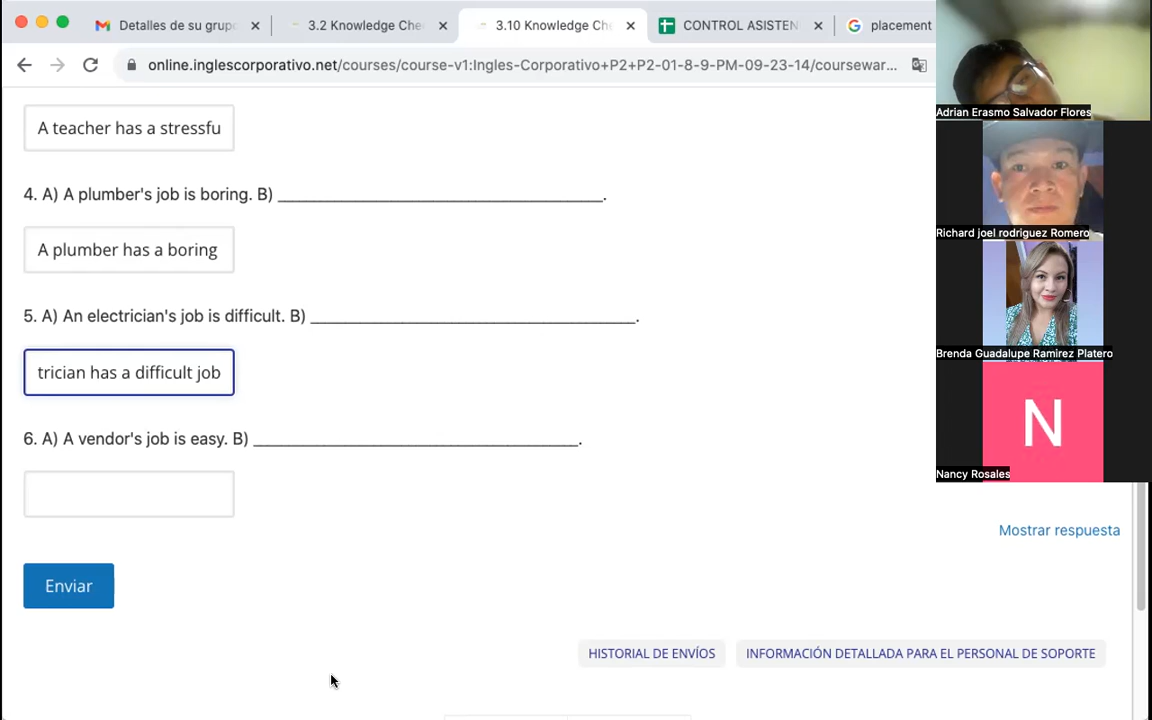 Detalles de su grup
3.2 Knowledge Che
3.10 Knowledge Ch
CONTROL ASISTEN
placement
online.inglescorporativo.net/courses/course-v1:Ingles-Corporativo+P2+P2-01-8-9-PM-09-23-14/coursewar...
A teacher has a stressfu
4. A) A plumber's job is boring. B) ____________________________________.
A plumber has a boring
5. A) An electrician's job is difficult. B) ____________________________________.
trician has a difficult job
6. A) A vendor's job is easy. B) ____________________________________.
Mostrar respuesta
Enviar
HISTORIAL DE ENVÍOS
INFORMACIÓN DETALLADA PARA EL PERSONAL DE SOPORTE
Adrian Erasmo Salvador Flores
Richard joel rodriguez Romero
Brenda Guadalupe Ramirez Platero
N
Nancy Rosales